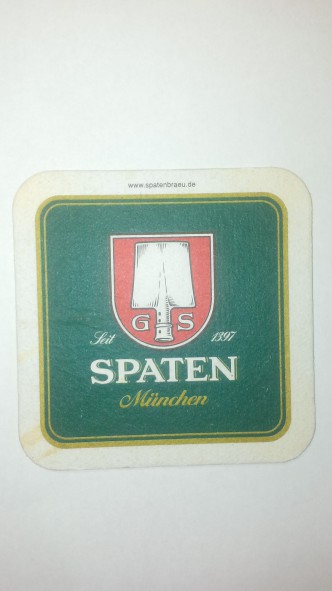 www.spatenbraeu.de
G S
Seit 1397
SPATEN
München